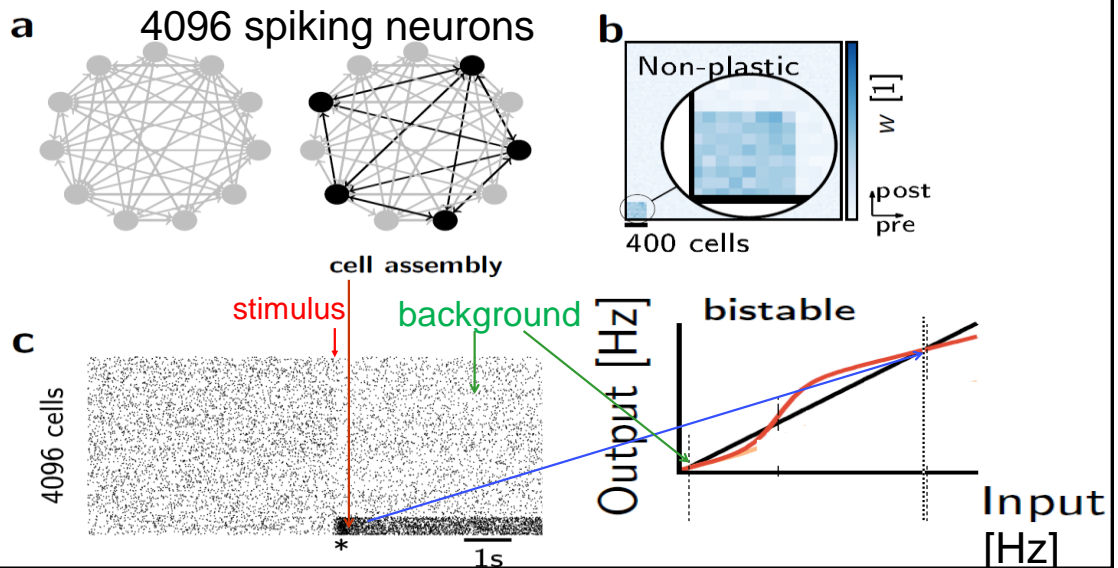 a
4096 spiking neurons
b
Non-plastic
w [1]
post
pre
400 cells
cell assembly
stimulus
background
bistable
c
4096 cells
Output [Hz]
*
1s
Input
[Hz]